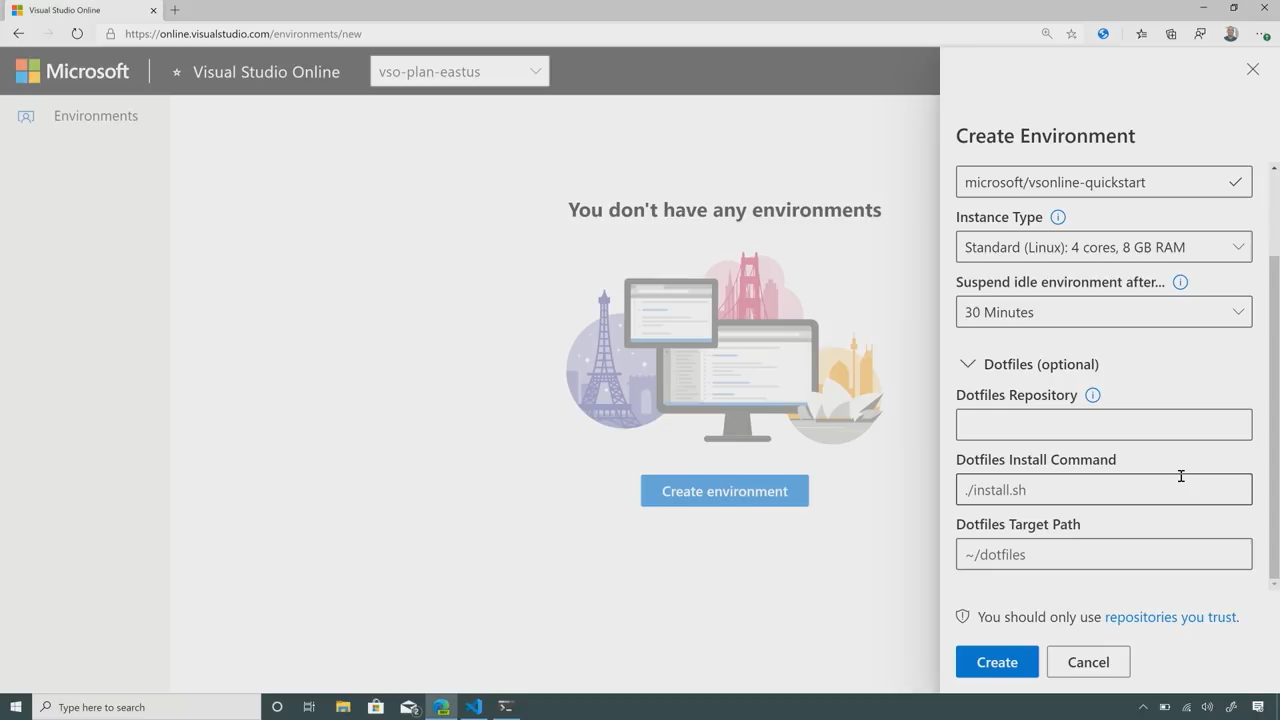 Visual Studio Online
https://online.visualstudio.com/environments/new
Microsoft
Visual Studio Online
vso-plan-eastus
Environments
You don't have any environments
Create environment
Create Environment
microsoft/vsonline-quickstart
Instance Type
Standard (Linux): 4 cores, 8 GB RAM
Suspend idle environment after...
30 Minutes
Dotfiles (optional)
Dotfiles Repository
Dotfiles Install Command
./install.sh
Dotfiles Target Path
~/dotfiles
You should only use repositories you trust.
Create
Cancel
Type here to search